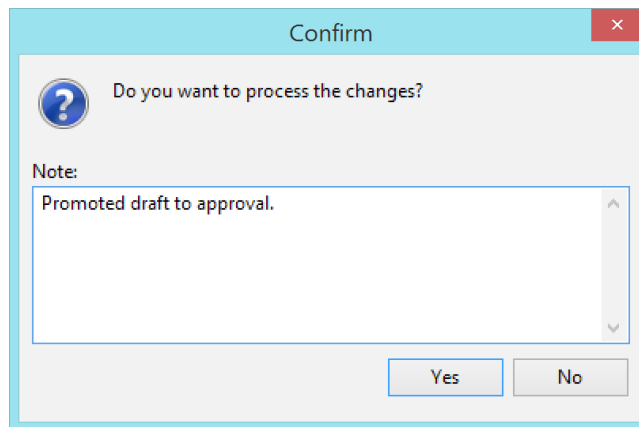 Confirm
Do you want to process the changes?
Note:
Promoted draft to approval.
Yes
No